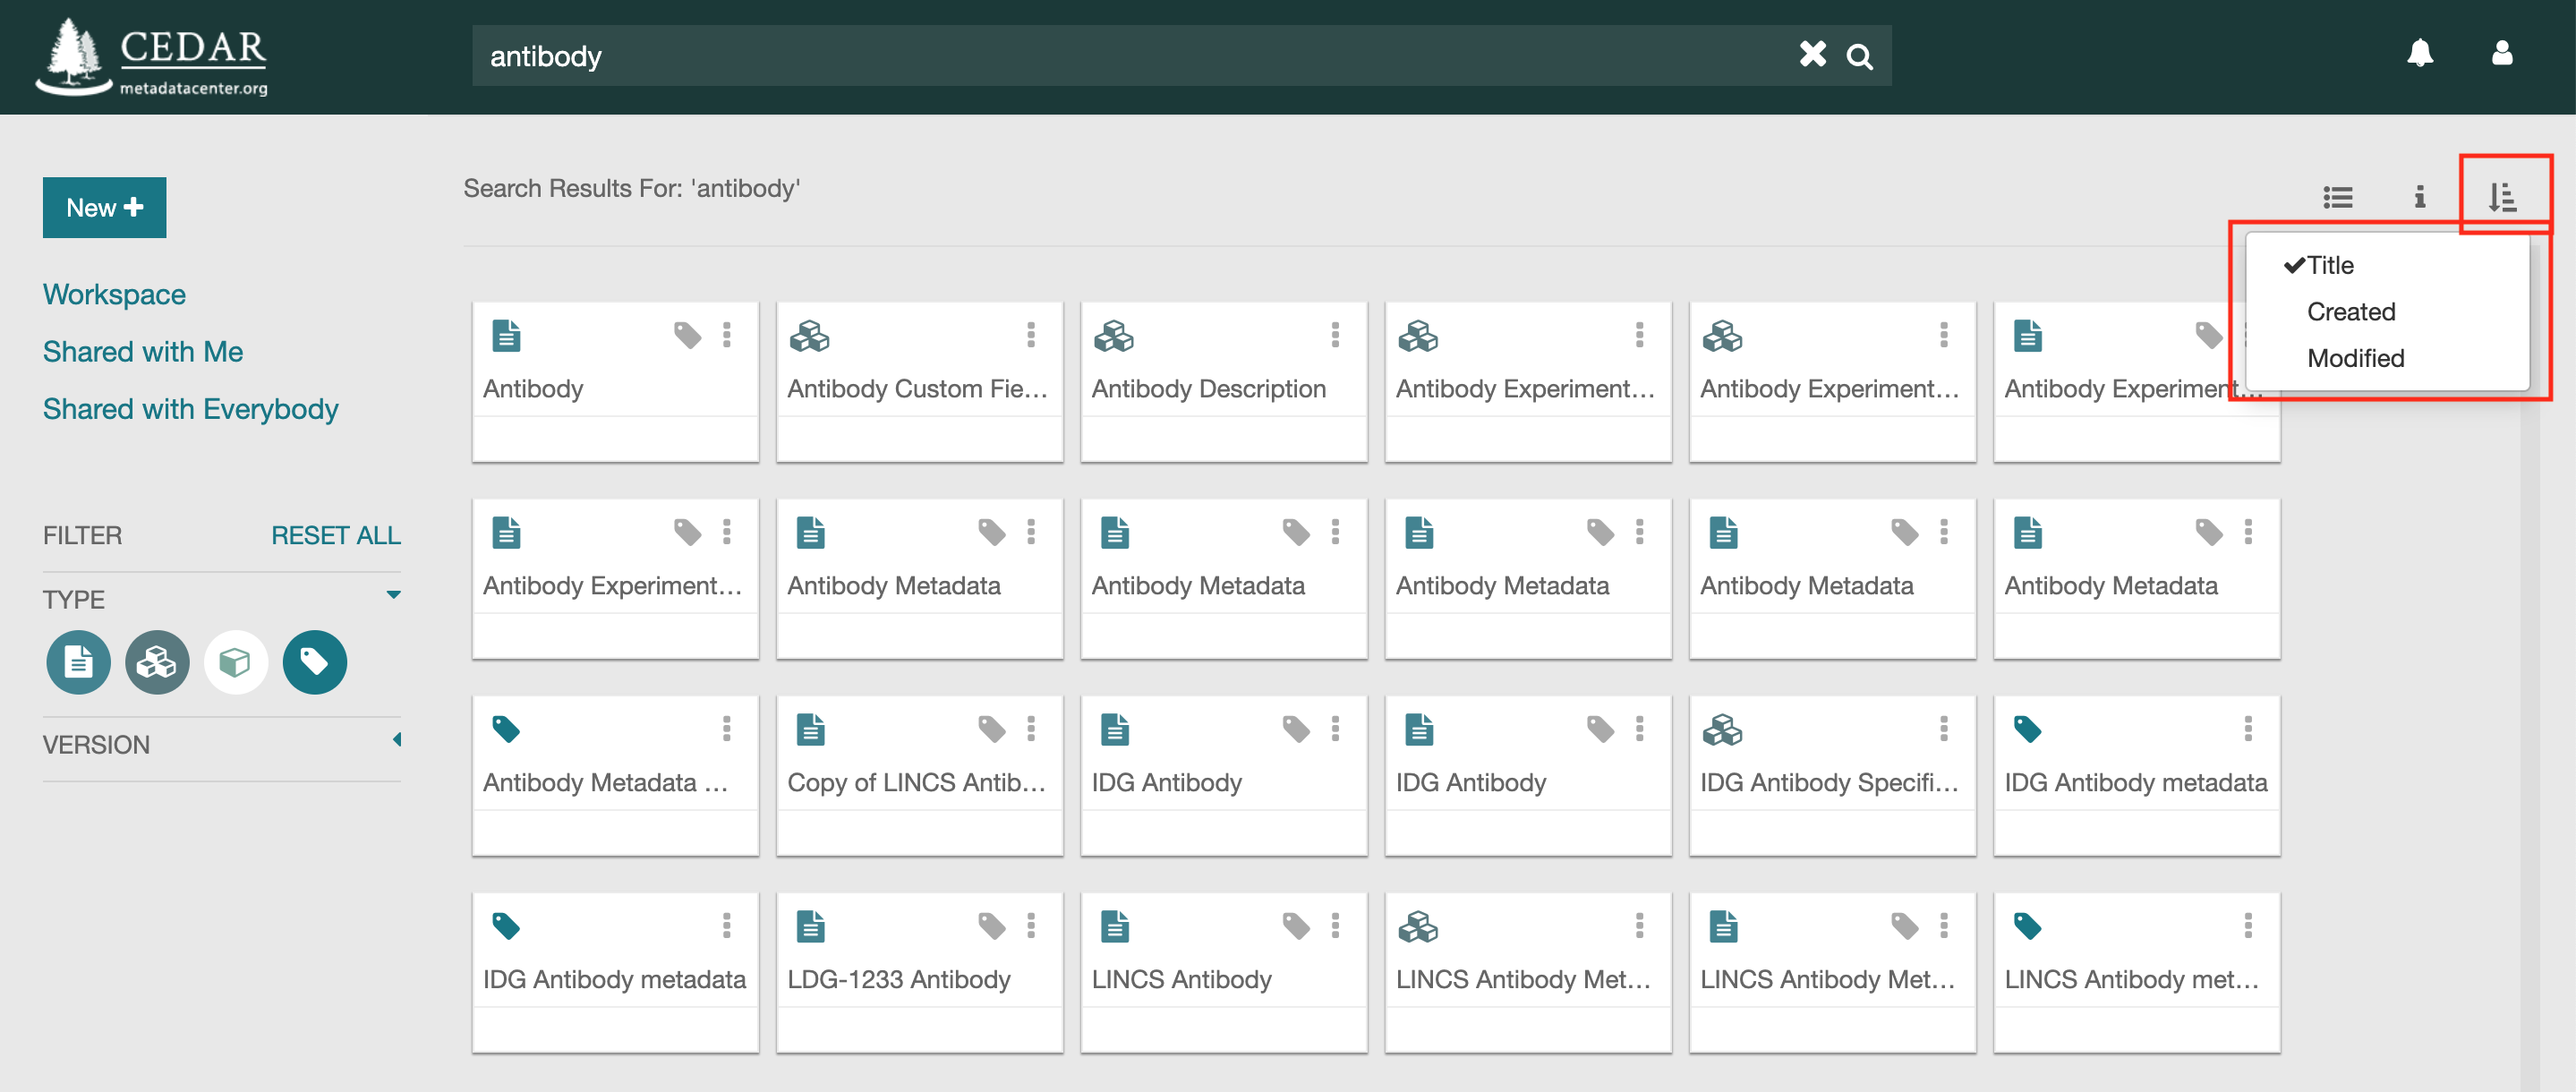 CEDAR
metadatacenter.org
antibody
New
Search Results For: 'antibody'
Title
Created
Modified
Workspace
Shared with Me
Shared with Everybody
FILTER RESET ALL
TYPE
VERSION
Antibody
Antibody Custom Fie...
Antibody Description
Antibody Experiment...
Antibody Experiment...
Antibody Experiment...
Antibody Experiment...
Antibody Metadata
Antibody Metadata
Antibody Metadata
Antibody Metadata
Antibody Metadata
Antibody Metadata ...
Copy of LINCS Antib...
IDG Antibody
IDG Antibody
IDG Antibody Specifi...
IDG Antibody metadata
IDG Antibody metadata
LDG-1233 Antibody
LINCS Antibody
LINCS Antibody Met...
LINCS Antibody Met...
LINCS Antibody met...